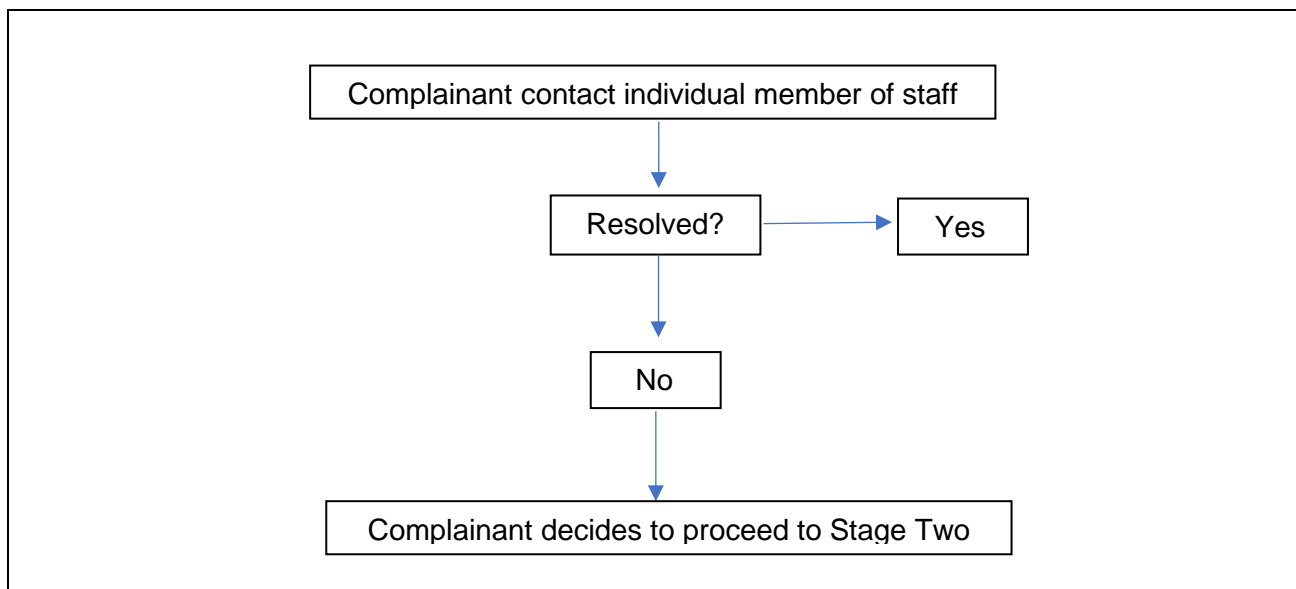 Complainant contact individual member of staff
Resolved?
Yes
No
Complainant decides to proceed to Stage Two